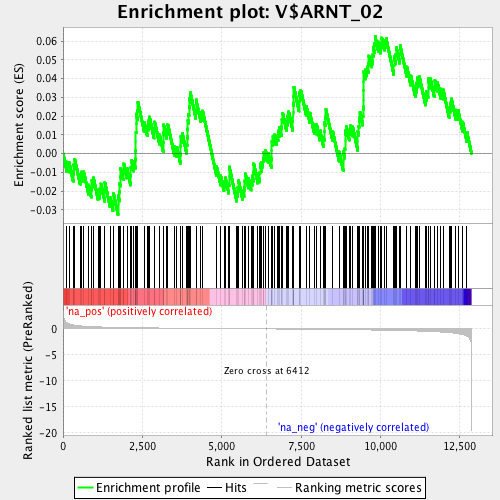 Enrichment plot: V$ARNT_02
Enrichment score (ES)
0.06
0.05
0.04
0.03
0.02
0.01
0.00
-0.01
-0.02
-0.03
'na_pos' (positively correlated)
Ranked list metric (PreRanked)
0
-5
-10
-15
-20
Zero cross at 6412
'na_neg' (negatively correlated)
0
2,500
5,000
7,500
10,000
12,500
Rank in Ordered Dataset
Enrichment profile
Hits
Ranking metric scores